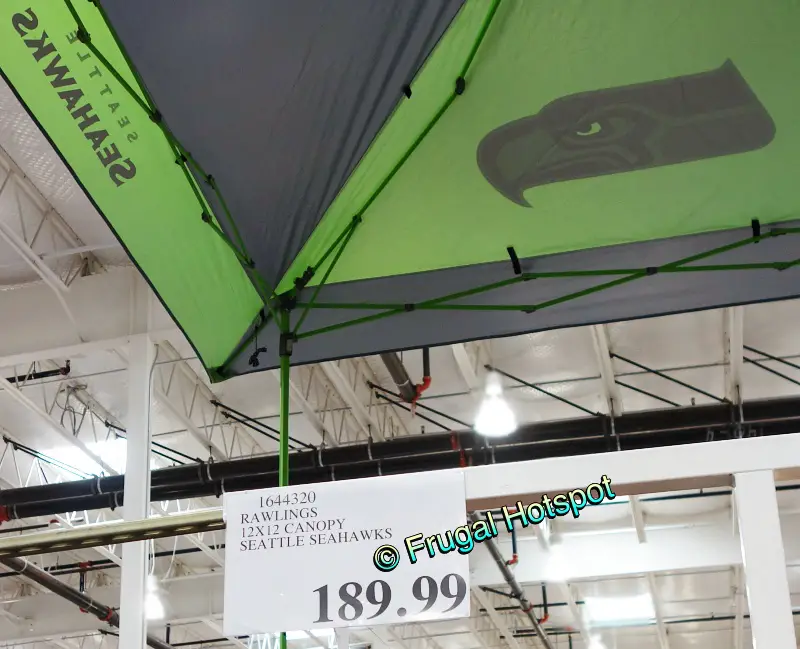 SEATTLE
SEAHAWKS
1644320
RAWLINGS
12X12 CANOPY
SEATTLE SEAHAWKS
189.99
© Frugal Hotspot